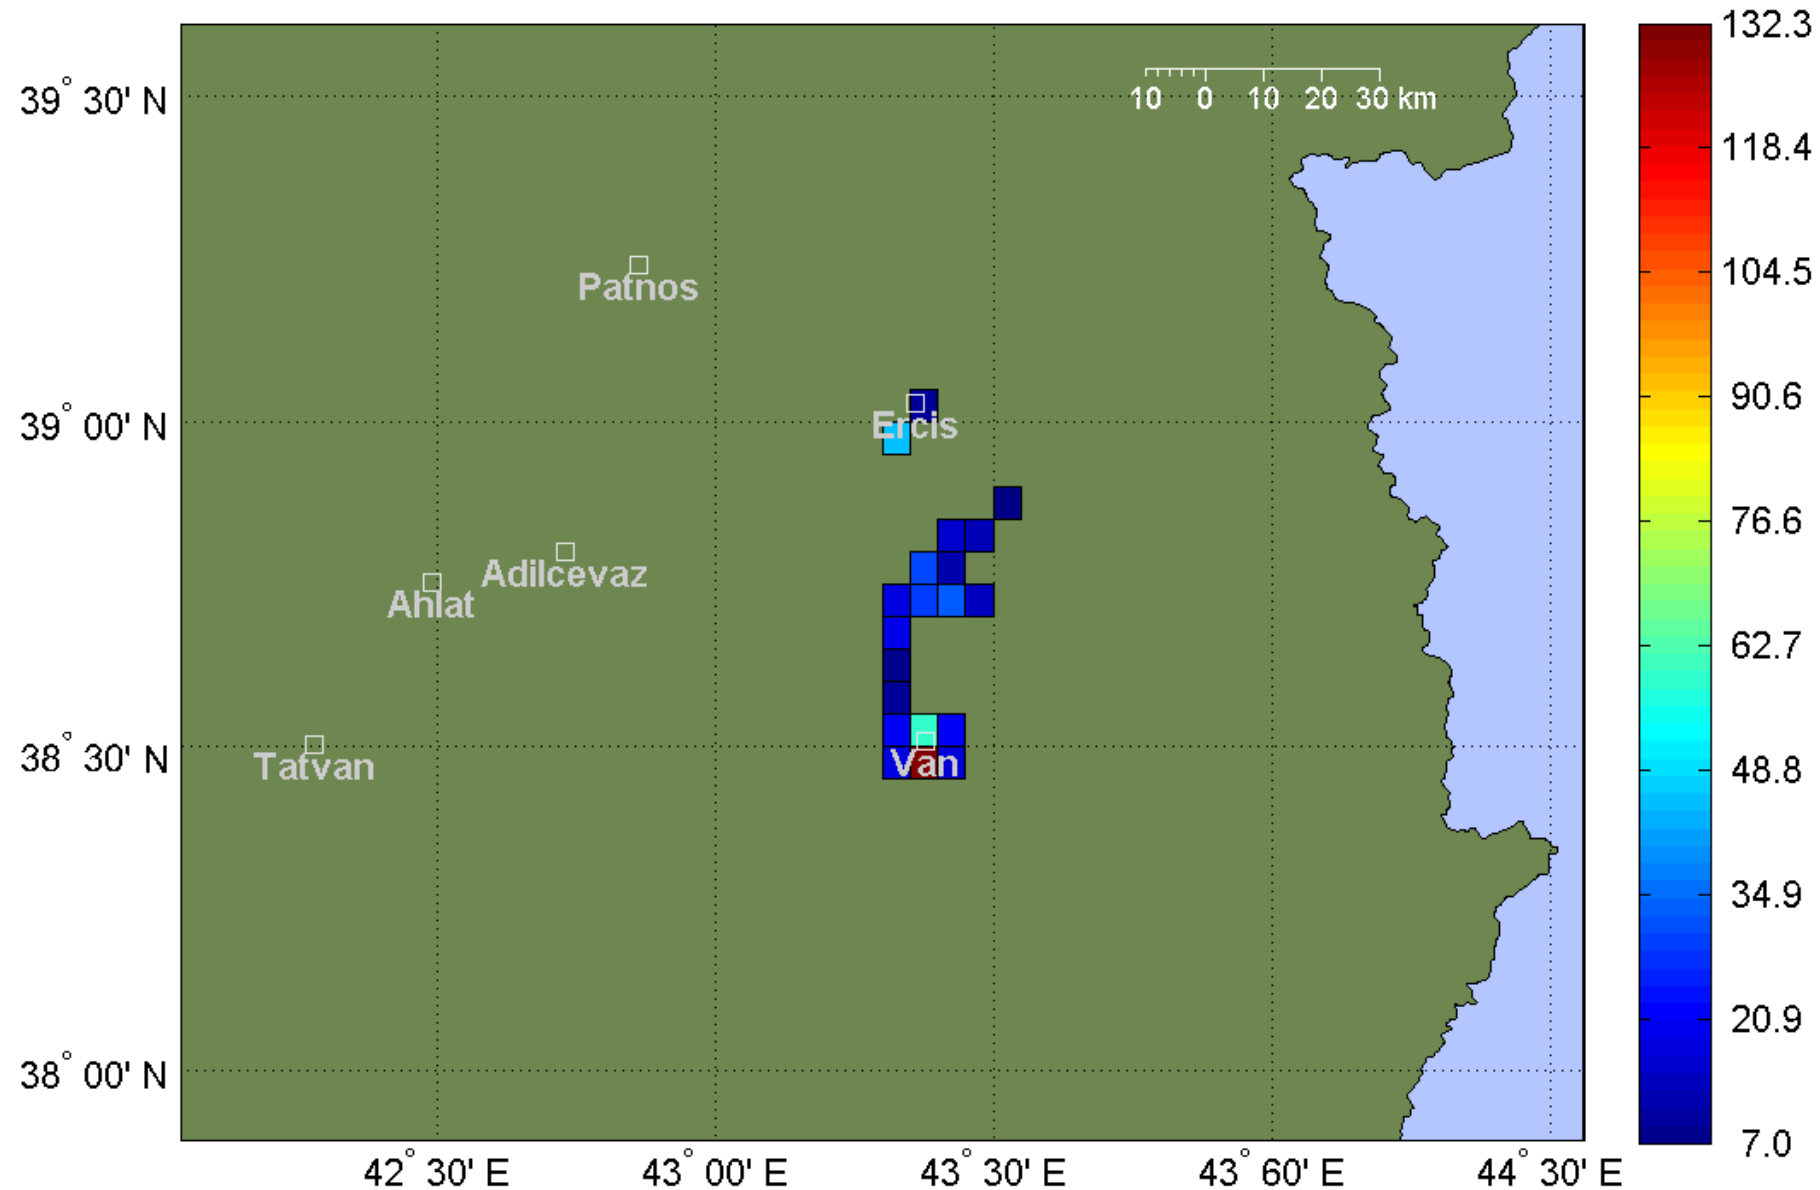 132.3
39° 30' N
10 0 10 20 30 km
118.4
Patnos
104.5
90.6
39° 00' N
Ercis
76.6
Adilcevaz
Ahlat
62.7
38° 30' N
Tatvan
Van
48.8
34.9
20.9
38° 00' N
7.0
42° 30' E
43° 00' E
43° 30' E
43° 60' E
44° 30' E